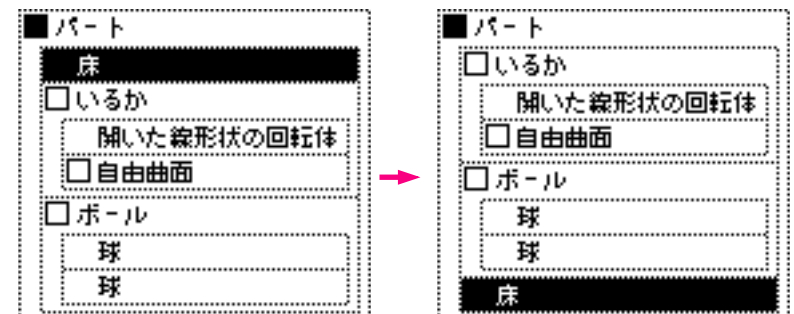 パート
床
いるか
開いた線形状の回転体
自由曲面
ボール
球
球
パート
いるか
開いた線形状の回転体
自由曲面
ボール
球
球
床